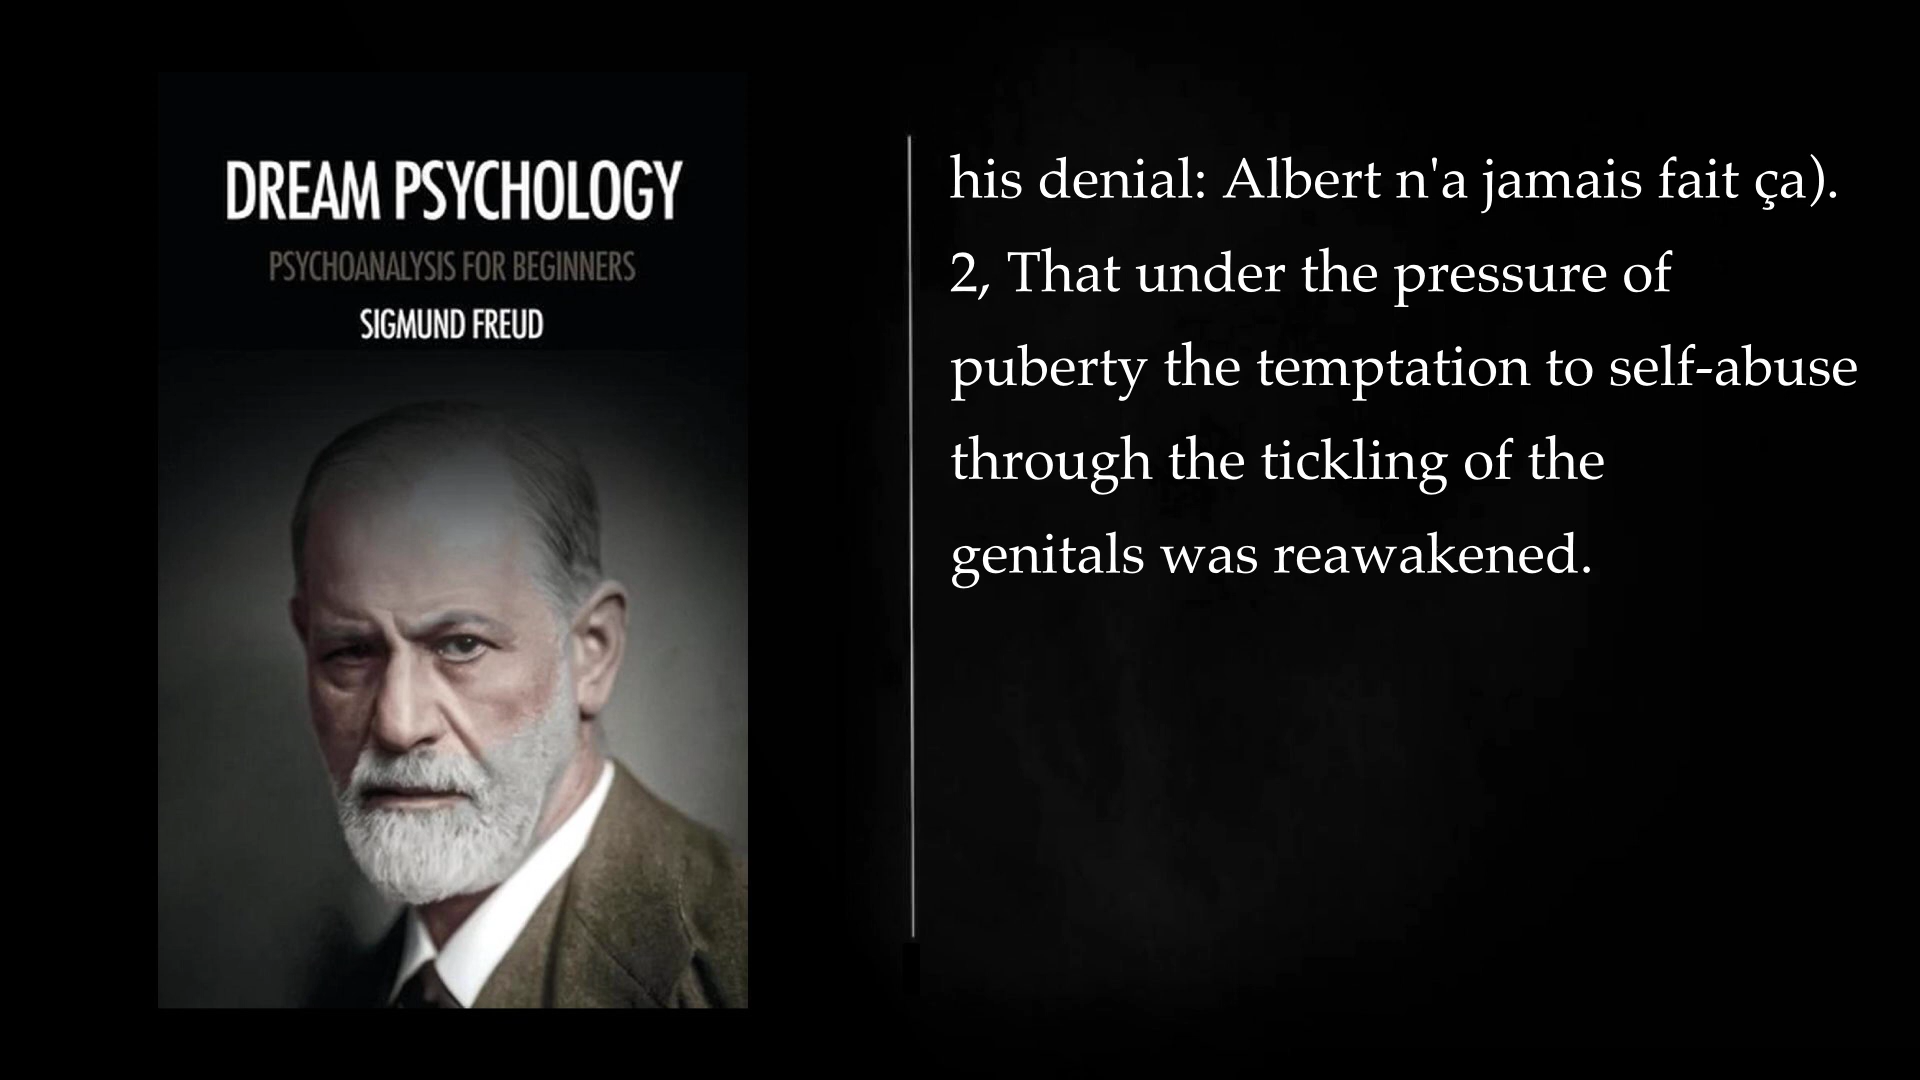 DREAM PSYCHOLOGY
PSYCHOANALYSIS FOR BEGINNERS
SIGMUND FREUD
his denial: Albert n'a jamais fait ça).
2, That under the pressure of
puberty the temptation to self-abuse
through the tickling of the
genitals was reawakened.